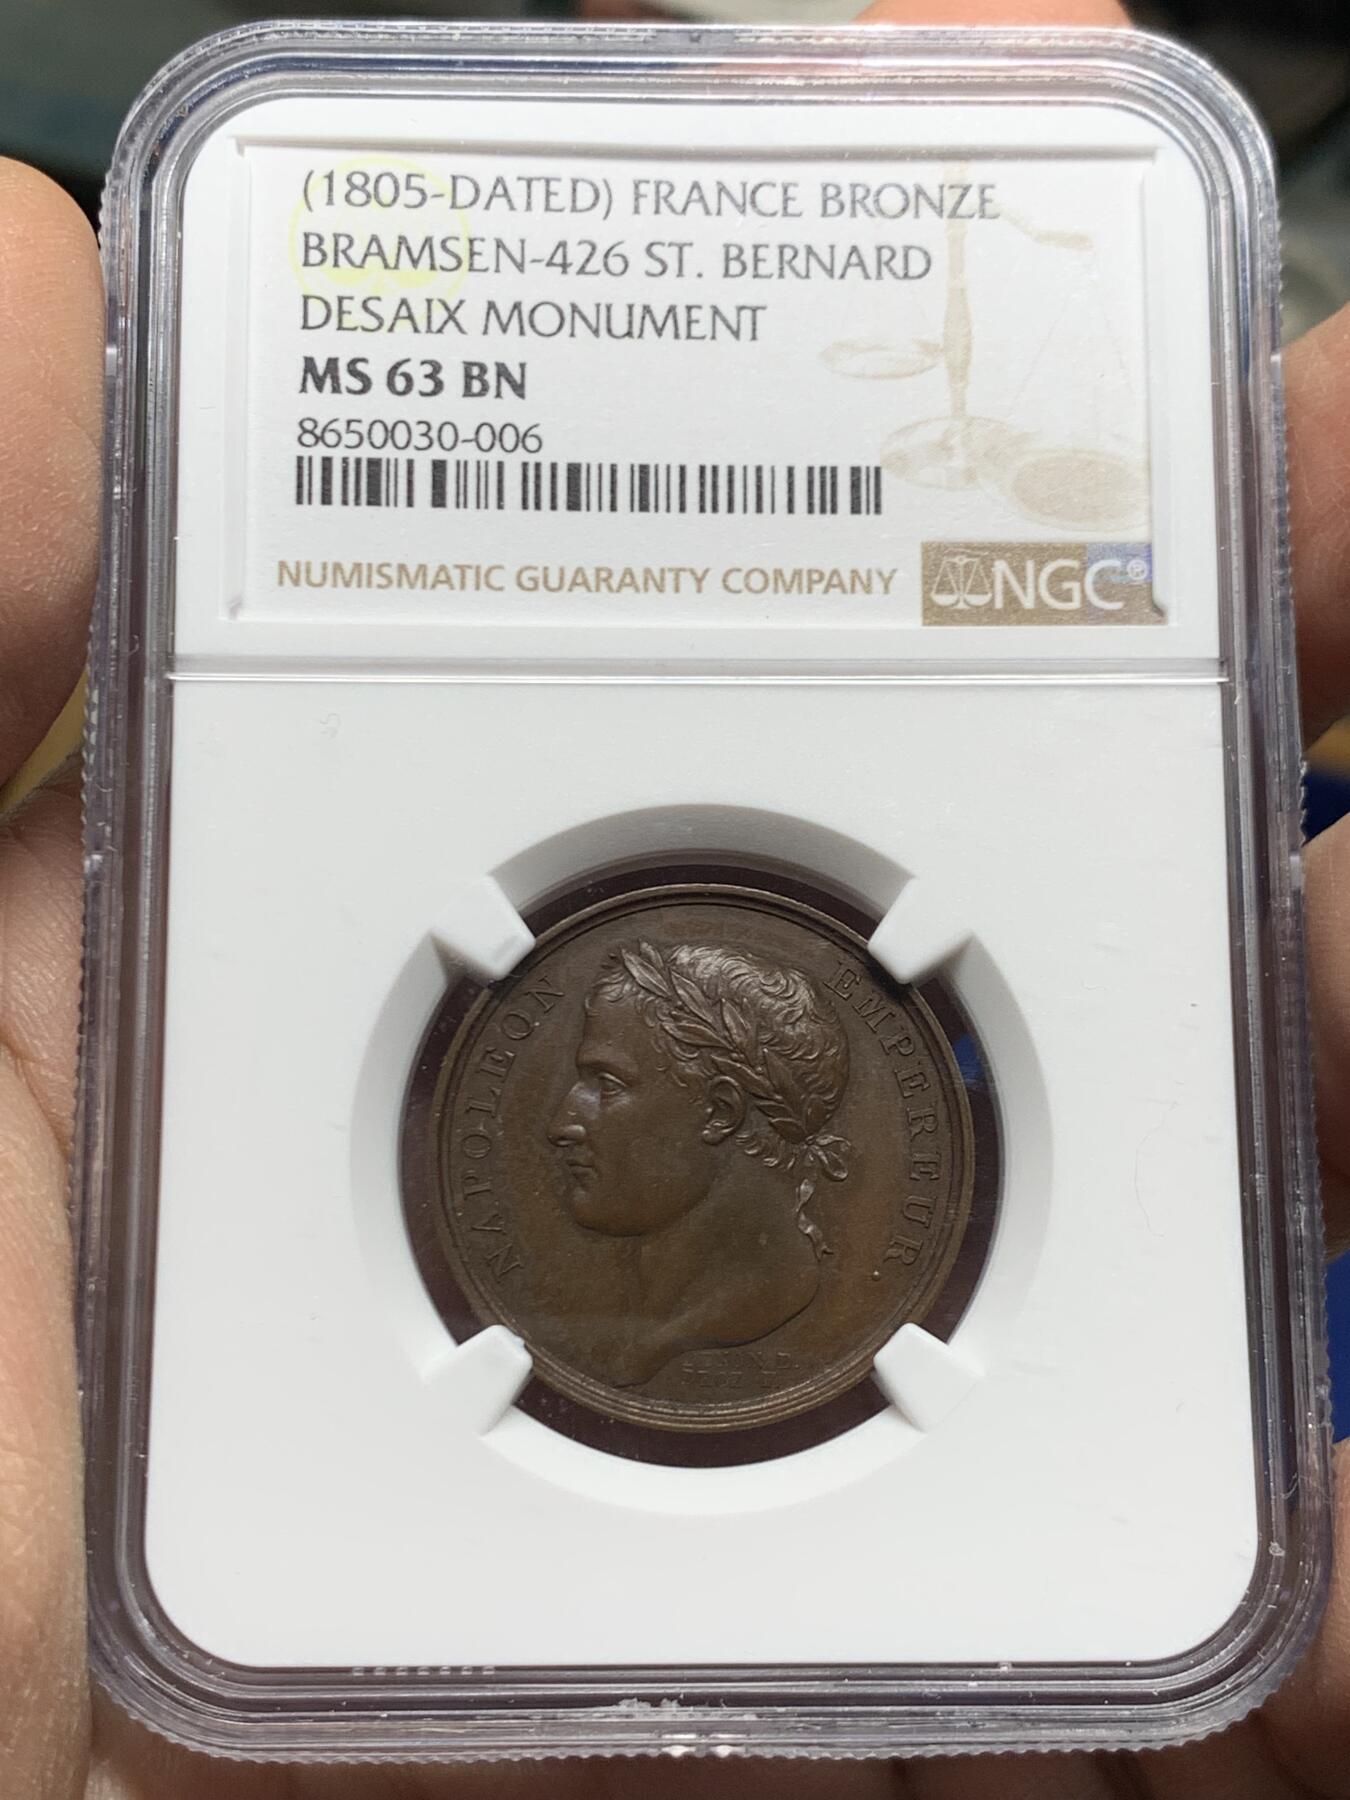 (1805-DATED) FRANCE BRONZE
BRAMSEN-426 ST. BERNARD
DESAIX MONUMENT
MS 63 BN
8650030-006
NUMISMATIC GUARANTY COMPANY
NGC®
NAPOLEON EMPEREUR.